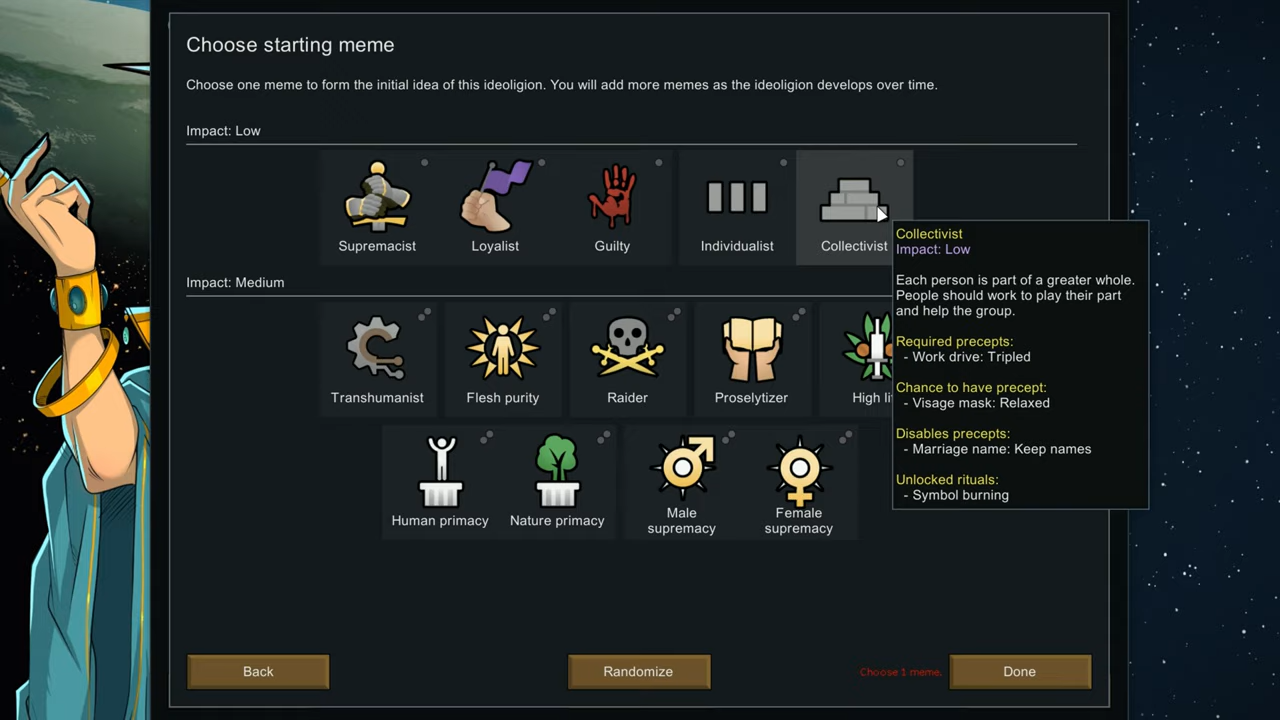 Choose starting meme
Choose one meme to form the initial idea of this ideoligion. You will add more memes as the ideoligion develops over time.
Impact: Low
Supremacist
Loyalist
Guilty
Individualist
Collectivist
Collectivist
Impact: Low
Each person is part of a greater whole.
People should work to play their part
and help the group.
Required precepts:
- Work drive: Tripled
Chance to have precept:
- Visage mask: Relaxed
Disables precepts:
- Marriage name: Keep names
Unlocked rituals:
- Symbol burning
Impact: Medium
Transhumanist
Flesh purity
Raider
Proselytizer
High li
Human primacy
Nature primacy
Male
supremacy
Female
supremacy
Back
Randomize
Choose 1 meme.
Done